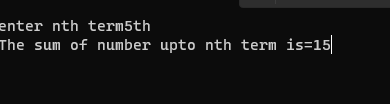 enter nth term5th
The sum of number upto nth term is=15